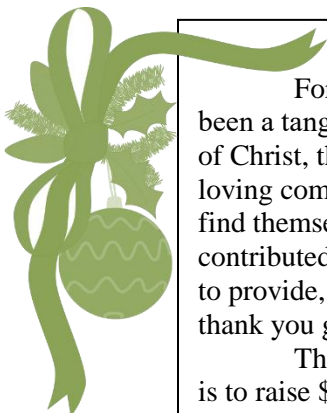 For
been a tang
of Christ, th
loving com
find themse
contributed
to provide,
thank you g
Th
is to raise $